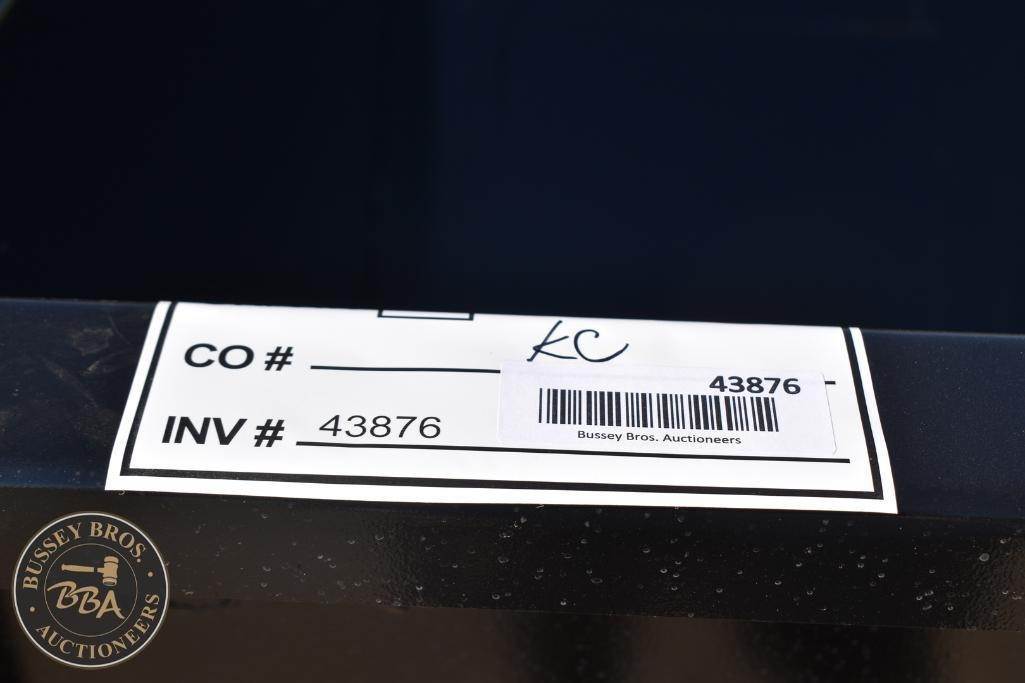 KC
CO #
43876
INV # 43876
Bussey Bros. Auctioneers
BUSSEY BROS.
BBA
AUCTIONEERS